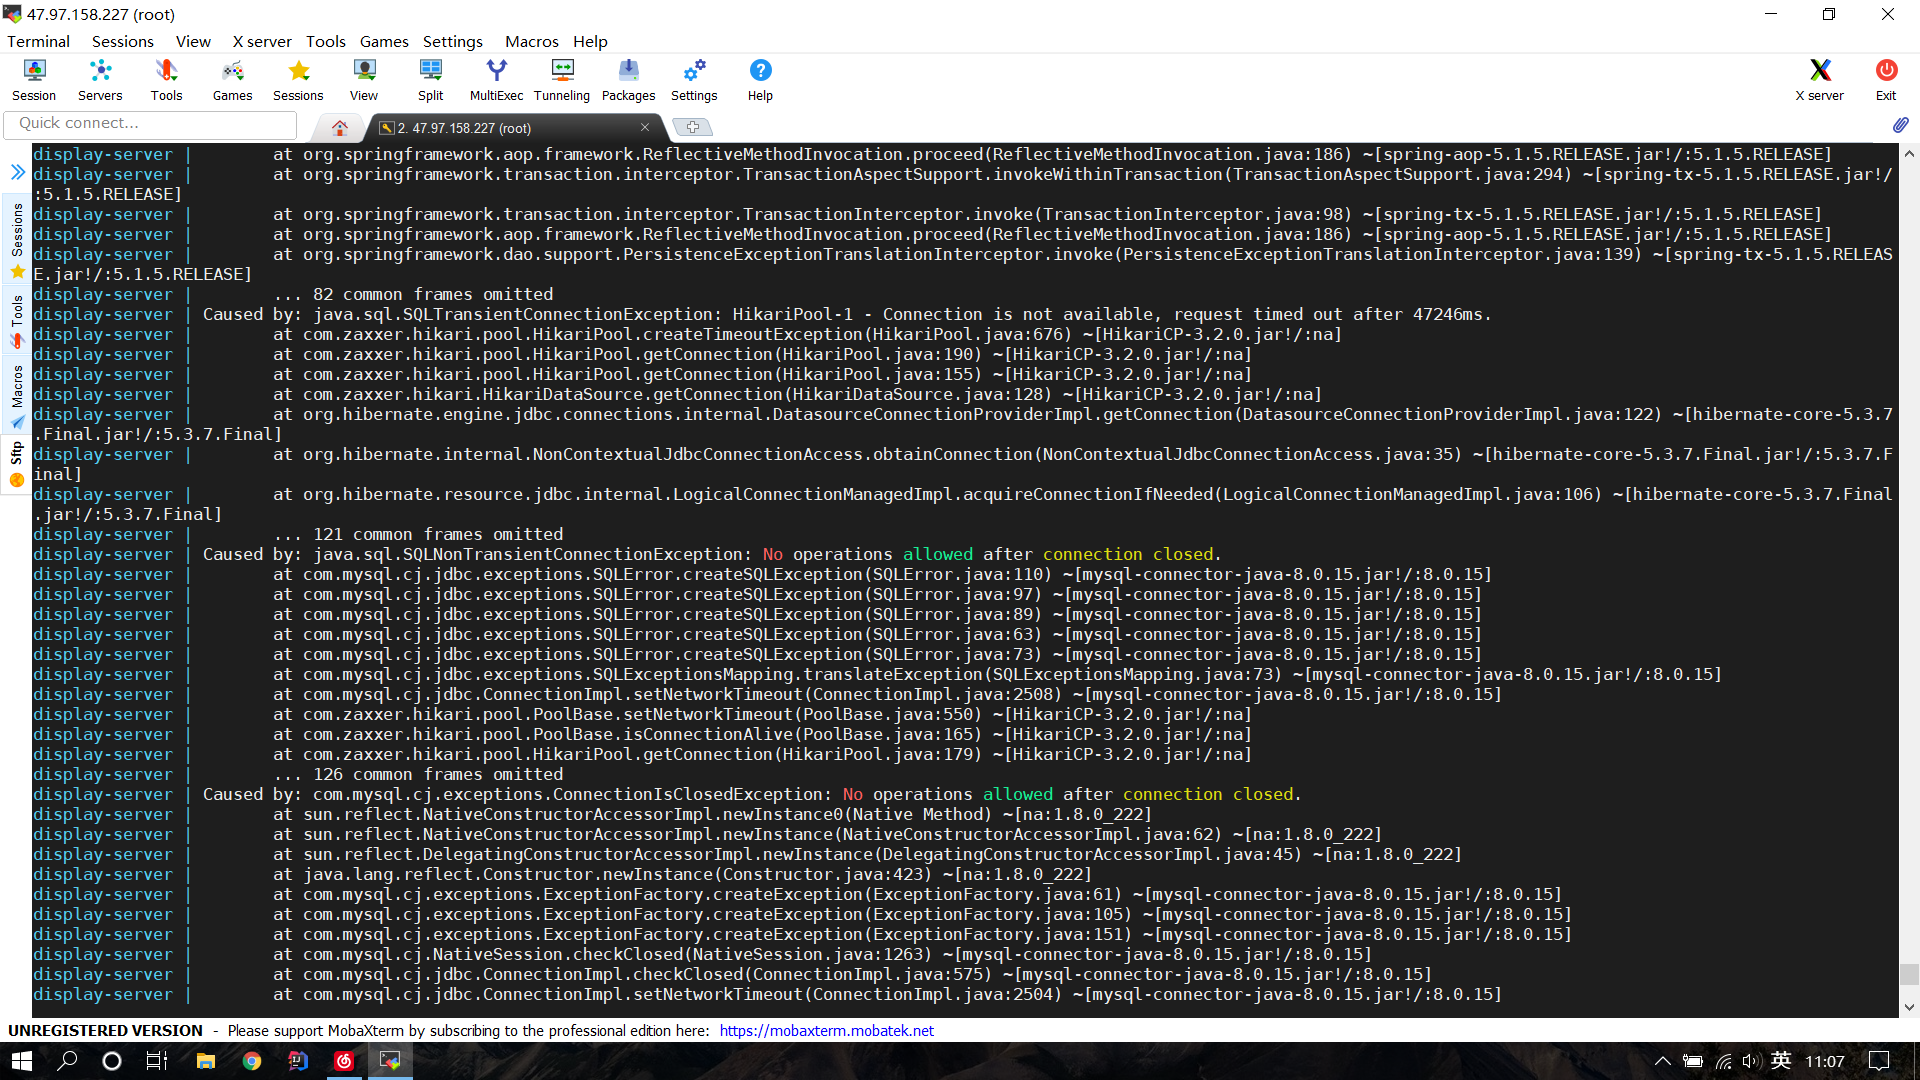 47.97.158.227 (root)
Terminal Sessions View X server Tools Games Settings Macros Help
Session Servers Tools Games Sessions View Split MultiExec Tunneling Packages Settings Help X server Exit
Quick connect...
2. 47.97.158.227 (root)
Sessions
Tools
Macros
Sftp
display-server |        at org.springframework.aop.framework.ReflectiveMethodInvocation.proceed(ReflectiveMethodInvocation.java:186) ~[spring-aop-5.1.5.RELEASE.jar!/:5.1.5.RELEASE]
display-server |        at org.springframework.transaction.interceptor.TransactionAspectSupport.invokeWithinTransaction(TransactionAspectSupport.java:294) ~[spring-tx-5.1.5.RELEASE.jar!/
:5.1.5.RELEASE]
display-server |        at org.springframework.transaction.interceptor.TransactionInterceptor.invoke(TransactionInterceptor.java:98) ~[spring-tx-5.1.5.RELEASE.jar!/:5.1.5.RELEASE]
display-server |        at org.springframework.aop.framework.ReflectiveMethodInvocation.proceed(ReflectiveMethodInvocation.java:186) ~[spring-aop-5.1.5.RELEASE.jar!/:5.1.5.RELEASE]
display-server |        at org.springframework.dao.support.PersistenceExceptionTranslationInterceptor.invoke(PersistenceExceptionTranslationInterceptor.java:139) ~[spring-tx-5.1.5.RELEAS
E.jar!/:5.1.5.RELEASE]
display-server |        ... 82 common frames omitted
display-server | Caused by: java.sql.SQLTransientConnectionException: HikariPool-1 - Connection is not available, request timed out after 47246ms.
display-server |        at com.zaxxer.hikari.pool.HikariPool.createTimeoutException(HikariPool.java:676) ~[HikariCP-3.2.0.jar!/:na]
display-server |        at com.zaxxer.hikari.pool.HikariPool.getConnection(HikariPool.java:190) ~[HikariCP-3.2.0.jar!/:na]
display-server |        at com.zaxxer.hikari.pool.HikariPool.getConnection(HikariPool.java:155) ~[HikariCP-3.2.0.jar!/:na]
display-server |        at com.zaxxer.hikari.HikariDataSource.getConnection(HikariDataSource.java:128) ~[HikariCP-3.2.0.jar!/:na]
display-server |        at org.hibernate.engine.jdbc.connections.internal.DatasourceConnectionProviderImpl.getConnection(DatasourceConnectionProviderImpl.java:122) ~[hibernate-core-5.3.7
.Final.jar!/:5.3.7.Final]
display-server |        at org.hibernate.internal.NonContextualJdbcConnectionAccess.obtainConnection(NonContextualJdbcConnectionAccess.java:35) ~[hibernate-core-5.3.7.Final.jar!/:5.3.7.F
inal]
display-server |        at org.hibernate.resource.jdbc.internal.LogicalConnectionManagedImpl.acquireConnectionIfNeeded(LogicalConnectionManagedImpl.java:106) ~[hibernate-core-5.3.7.Final
.jar!/:5.3.7.Final]
display-server |        ... 121 common frames omitted
display-server | Caused by: java.sql.SQLNonTransientConnectionException: No operations allowed after connection closed.
display-server |        at com.mysql.cj.jdbc.exceptions.SQLError.createSQLException(SQLError.java:110) ~[mysql-connector-java-8.0.15.jar!/:8.0.15]
display-server |        at com.mysql.cj.jdbc.exceptions.SQLError.createSQLException(SQLError.java:97) ~[mysql-connector-java-8.0.15.jar!/:8.0.15]
display-server |        at com.mysql.cj.jdbc.exceptions.SQLError.createSQLException(SQLError.java:89) ~[mysql-connector-java-8.0.15.jar!/:8.0.15]
display-server |        at com.mysql.cj.jdbc.exceptions.SQLError.createSQLException(SQLError.java:63) ~[mysql-connector-java-8.0.15.jar!/:8.0.15]
display-server |        at com.mysql.cj.jdbc.exceptions.SQLError.createSQLException(SQLError.java:73) ~[mysql-connector-java-8.0.15.jar!/:8.0.15]
display-server |        at com.mysql.cj.jdbc.exceptions.SQLExceptionsMapping.translateException(SQLExceptionsMapping.java:73) ~[mysql-connector-java-8.0.15.jar!/:8.0.15]
display-server |        at com.mysql.cj.jdbc.ConnectionImpl.setNetworkTimeout(ConnectionImpl.java:2508) ~[mysql-connector-java-8.0.15.jar!/:8.0.15]
display-server |        at com.zaxxer.hikari.pool.PoolBase.setNetworkTimeout(PoolBase.java:550) ~[HikariCP-3.2.0.jar!/:na]
display-server |        at com.zaxxer.hikari.pool.PoolBase.isConnectionAlive(PoolBase.java:165) ~[HikariCP-3.2.0.jar!/:na]
display-server |        at com.zaxxer.hikari.pool.HikariPool.getConnection(HikariPool.java:179) ~[HikariCP-3.2.0.jar!/:na]
display-server |        ... 126 common frames omitted
display-server | Caused by: com.mysql.cj.exceptions.ConnectionIsClosedException: No operations allowed after connection closed.
display-server |        at sun.reflect.NativeConstructorAccessorImpl.newInstance0(Native Method) ~[na:1.8.0_222]
display-server |        at sun.reflect.NativeConstructorAccessorImpl.newInstance(NativeConstructorAccessorImpl.java:62) ~[na:1.8.0_222]
display-server |        at sun.reflect.DelegatingConstructorAccessorImpl.newInstance(DelegatingConstructorAccessorImpl.java:45) ~[na:1.8.0_222]
display-server |        at java.lang.reflect.Constructor.newInstance(Constructor.java:423) ~[na:1.8.0_222]
display-server |        at com.mysql.cj.exceptions.ExceptionFactory.createException(ExceptionFactory.java:61) ~[mysql-connector-java-8.0.15.jar!/:8.0.15]
display-server |        at com.mysql.cj.exceptions.ExceptionFactory.createException(ExceptionFactory.java:105) ~[mysql-connector-java-8.0.15.jar!/:8.0.15]
display-server |        at com.mysql.cj.exceptions.ExceptionFactory.createException(ExceptionFactory.java:151) ~[mysql-connector-java-8.0.15.jar!/:8.0.15]
display-server |        at com.mysql.cj.NativeSession.checkClosed(NativeSession.java:1263) ~[mysql-connector-java-8.0.15.jar!/:8.0.15]
display-server |        at com.mysql.cj.jdbc.ConnectionImpl.checkClosed(ConnectionImpl.java:575) ~[mysql-connector-java-8.0.15.jar!/:8.0.15]
display-server |        at com.mysql.cj.jdbc.ConnectionImpl.setNetworkTimeout(ConnectionImpl.java:2504) ~[mysql-connector-java-8.0.15.jar!/:8.0.15]
UNREGISTERED VERSION - Please support MobaXterm by subscribing to the professional edition here: https://mobaxterm.mobatek.net
英 11:07